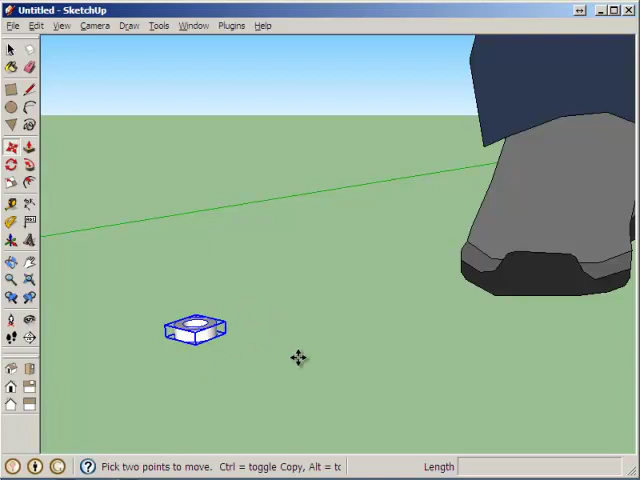 Untitled - SketchUp
File Edit View Camera Draw Tools Window Plugins Help
Pick two points to move. Ctrl = toggle Copy, Alt = tc
Length